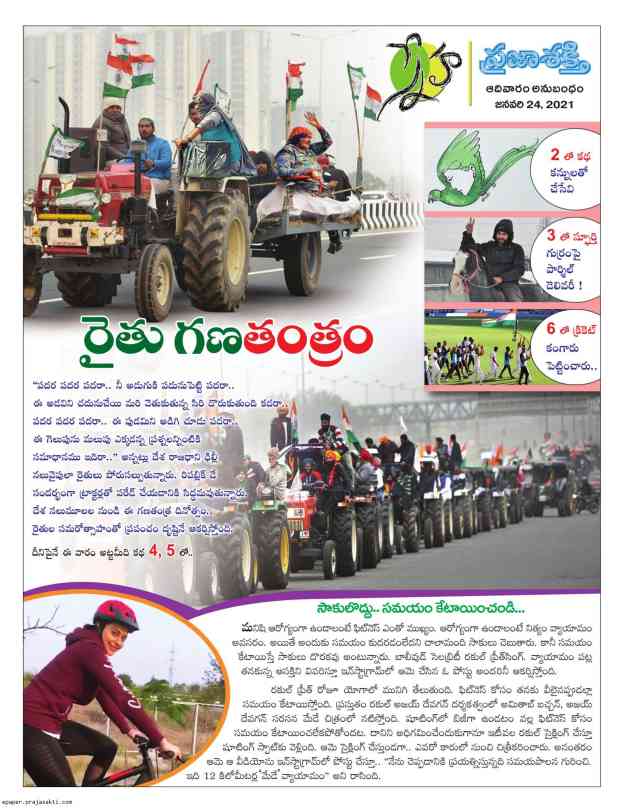 స్నేహ
ప్రజాశక్తి
ఆదివారం అనుబంధం
జనవరి 24, 2021
2 తో కథ
కన్నులతో
చేసేవి
3 తో స్ఫూర్తి
గుర్రంపై
పార్శిల్
డెలివరీ !
6 తో క్రికెట్
కంగారు
పెట్టించారు..
రైతు గణతంత్రం
"పదర పదర పదరా.. నీ అడుగుకి పదునుపెట్టి పదరా..
ఈ అడవిని చదునుచేయి మరి వెతుకుతున్న సిరి దొరుకుతుంది కదరా..
పదర పదర పదరా.. ఈ పుడమిని అడిగి చూడు పదరా..
ఈ గెలుపును మలుపు ఎక్కడన్న ప్రశ్నలన్నింటికి
సమాధానము ఇదిరా.." అన్నట్లు దేశ రాజధాని ఢిల్లీ
నలువైపులా రైతులు పోరుసల్పుతున్నారు. రిపబ్లిక్ డే
సందర్భంగా ట్రాక్టర్లతో పరేడ్ చేయడానికి సిద్ధమవుతున్నారు.
దేశ నలుమూలల నుండి ఈ గణతంత్ర దినోత్సవం..
రైతుల సమరోత్సాహంతో ప్రపంచం దృష్టినే ఆకర్షిస్తోంది.
దీనిపైనే ఈ వారం అట్టమీది కథ 4, 5 లో..
సాకులొద్దు.. సమయం కేటాయించండి...
మనిషి ఆరోగ్యంగా ఉండాలంటే ఫిట్‌నెస్ ఎంతో ముఖ్యం. ఆరోగ్యంగా ఉండాలంటే నిత్యం వ్యాయామం
అవసరం. అయితే అందుకు సమయం కుదరడంలేదని చాలామంది సాకులు చెబుతారు. కానీ సమయం
కేటాయిస్తే సాకులు దొరకవు అంటున్నారు. బాలీవుడ్ సెలబ్రిటీ రకుల్ ప్రీత్‌సింగ్. వ్యాయామం పట్ల
తనకున్న ఆసక్తిని వివరిస్తూ ఇన్‌స్టాగ్రామ్‌లో ఆమె చేసిన ఓ పోస్టు అందరినీ ఆకర్షిస్తోంది.
రకుల్ ప్రీత్ రోజూ యోగాలో మునిగి తేలుతుంది. ఫిట్‌నెస్ కోసం తనకు వీలైనప్పుడల్లా
సమయం కేటాయిస్తోంది. ప్రస్తుతం రకుల్ అజయ్ దేవగన్ దర్శకత్వంలో అమితాబ్ బచ్చన్, అజయ్
దేవగన్ సరసన మేడే చిత్రంలో నటిస్తోంది. షూటింగ్‌లో బిజీగా ఉండటం వల్ల ఫిట్‌నెస్ కోసం
సమయం కేటాయించలేకపోతోందట. దానిని అధిగమించేందుకుగానూ ఇటీవల రకుల్ సైక్లింగ్ చేస్తూ
షూటింగ్ స్పాట్‌కు వెళ్లింది. ఆమె సైక్లింగ్ చేస్తుండగా.. ఎవరో కారులో నుంచి చిత్రీకరించారు. అనంతరం
ఆమె ఆ వీడియోను ఇన్‌స్టాగ్రామ్‌లో పోస్టు చేస్తూ.. "నేను చెప్పడానికి ప్రయత్నిస్తున్నది సమయపాలన గురించి.
ఇది 12 కిలోమీటర్ల 'మేడే' వ్యాయామం" అని రాసింది.
epaper.prajasakti.com